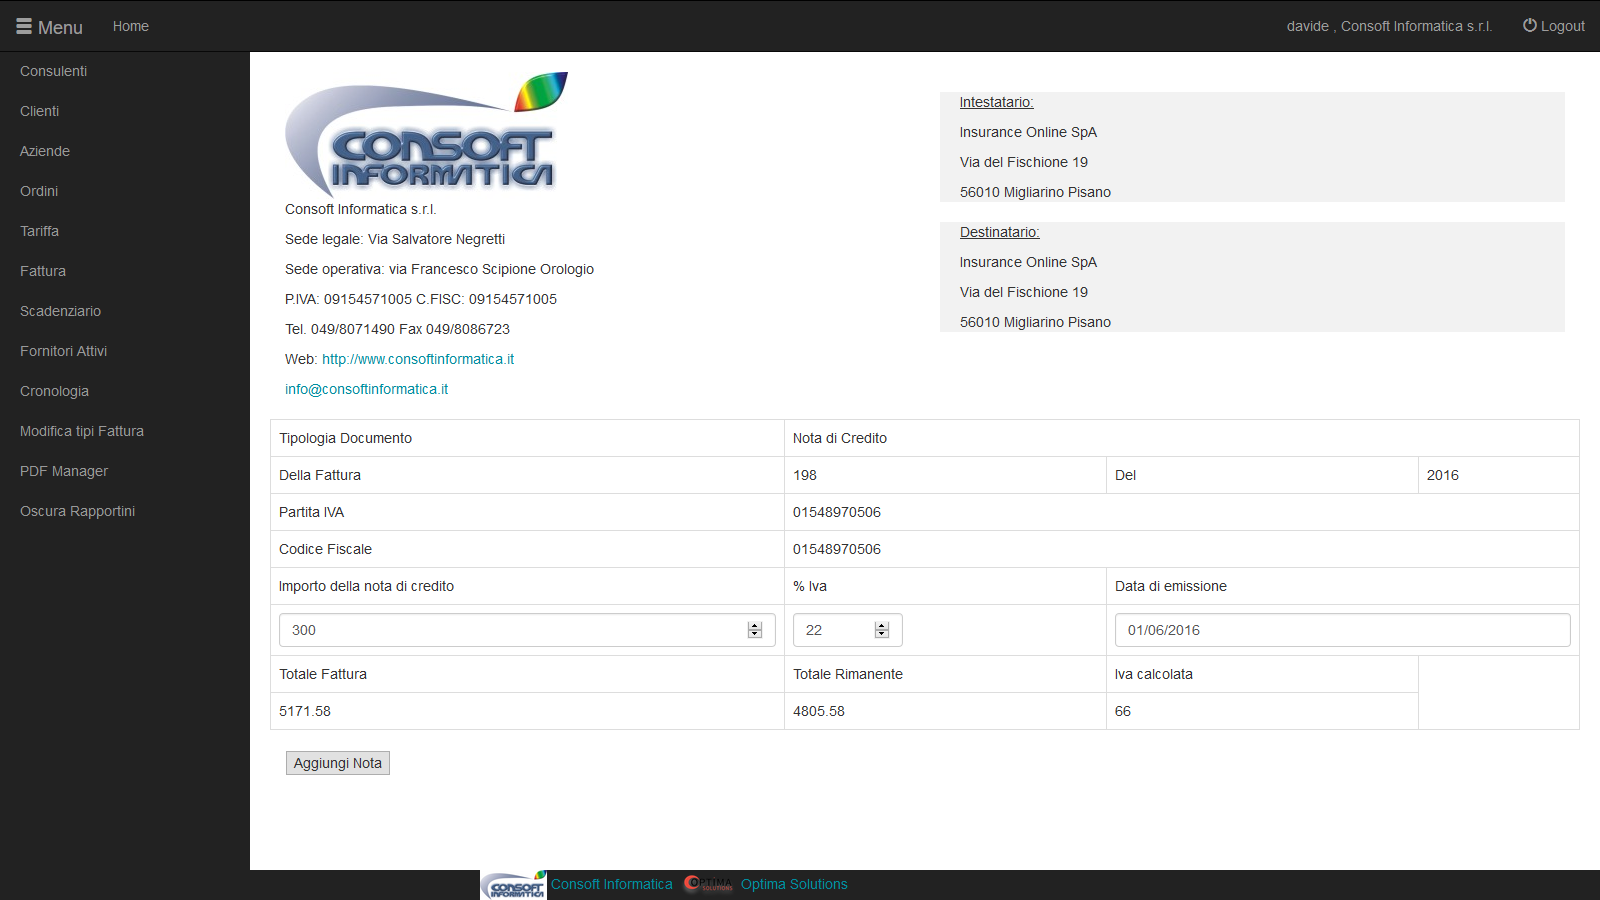 Menu Home davide , Consoft Informatica s.r.l. Logout
Consulenti
Clienti
Aziende
Ordini
Tariffa
Fattura
Scadenziario
Fornitori Attivi
Cronologia
Modifica tipi Fattura
PDF Manager
Oscura Rapportini
CONSOFT
INFORMATICA
Consoft Informatica s.r.l.
Sede legale: Via Salvatore Negretti
Sede operativa: via Francesco Scipione Orologio
P.IVA: 09154571005 C.FISC: 09154571005
Tel. 049/8071490 Fax 049/8086723
Web: http://www.consoftinformatica.it
info@consoftinformatica.it
Intestatario:
Insurance Online SpA
Via del Fischione 19
56010 Migliarino Pisano
Destinatario:
Insurance Online SpA
Via del Fischione 19
56010 Migliarino Pisano
Tipologia Documento Nota di Credito
Della Fattura 198 Del 2016
Partita IVA 01548970506
Codice Fiscale 01548970506
Importo della nota di credito % Iva Data di emissione
300 22 01/06/2016
Totale Fattura Totale Rimanente Iva calcolata
5171.58 4805.58 66
Aggiungi Nota
CONSOFT
INFORMATICA
Consoft Informatica
OPTIMA
SOLUTIONS
Optima Solutions